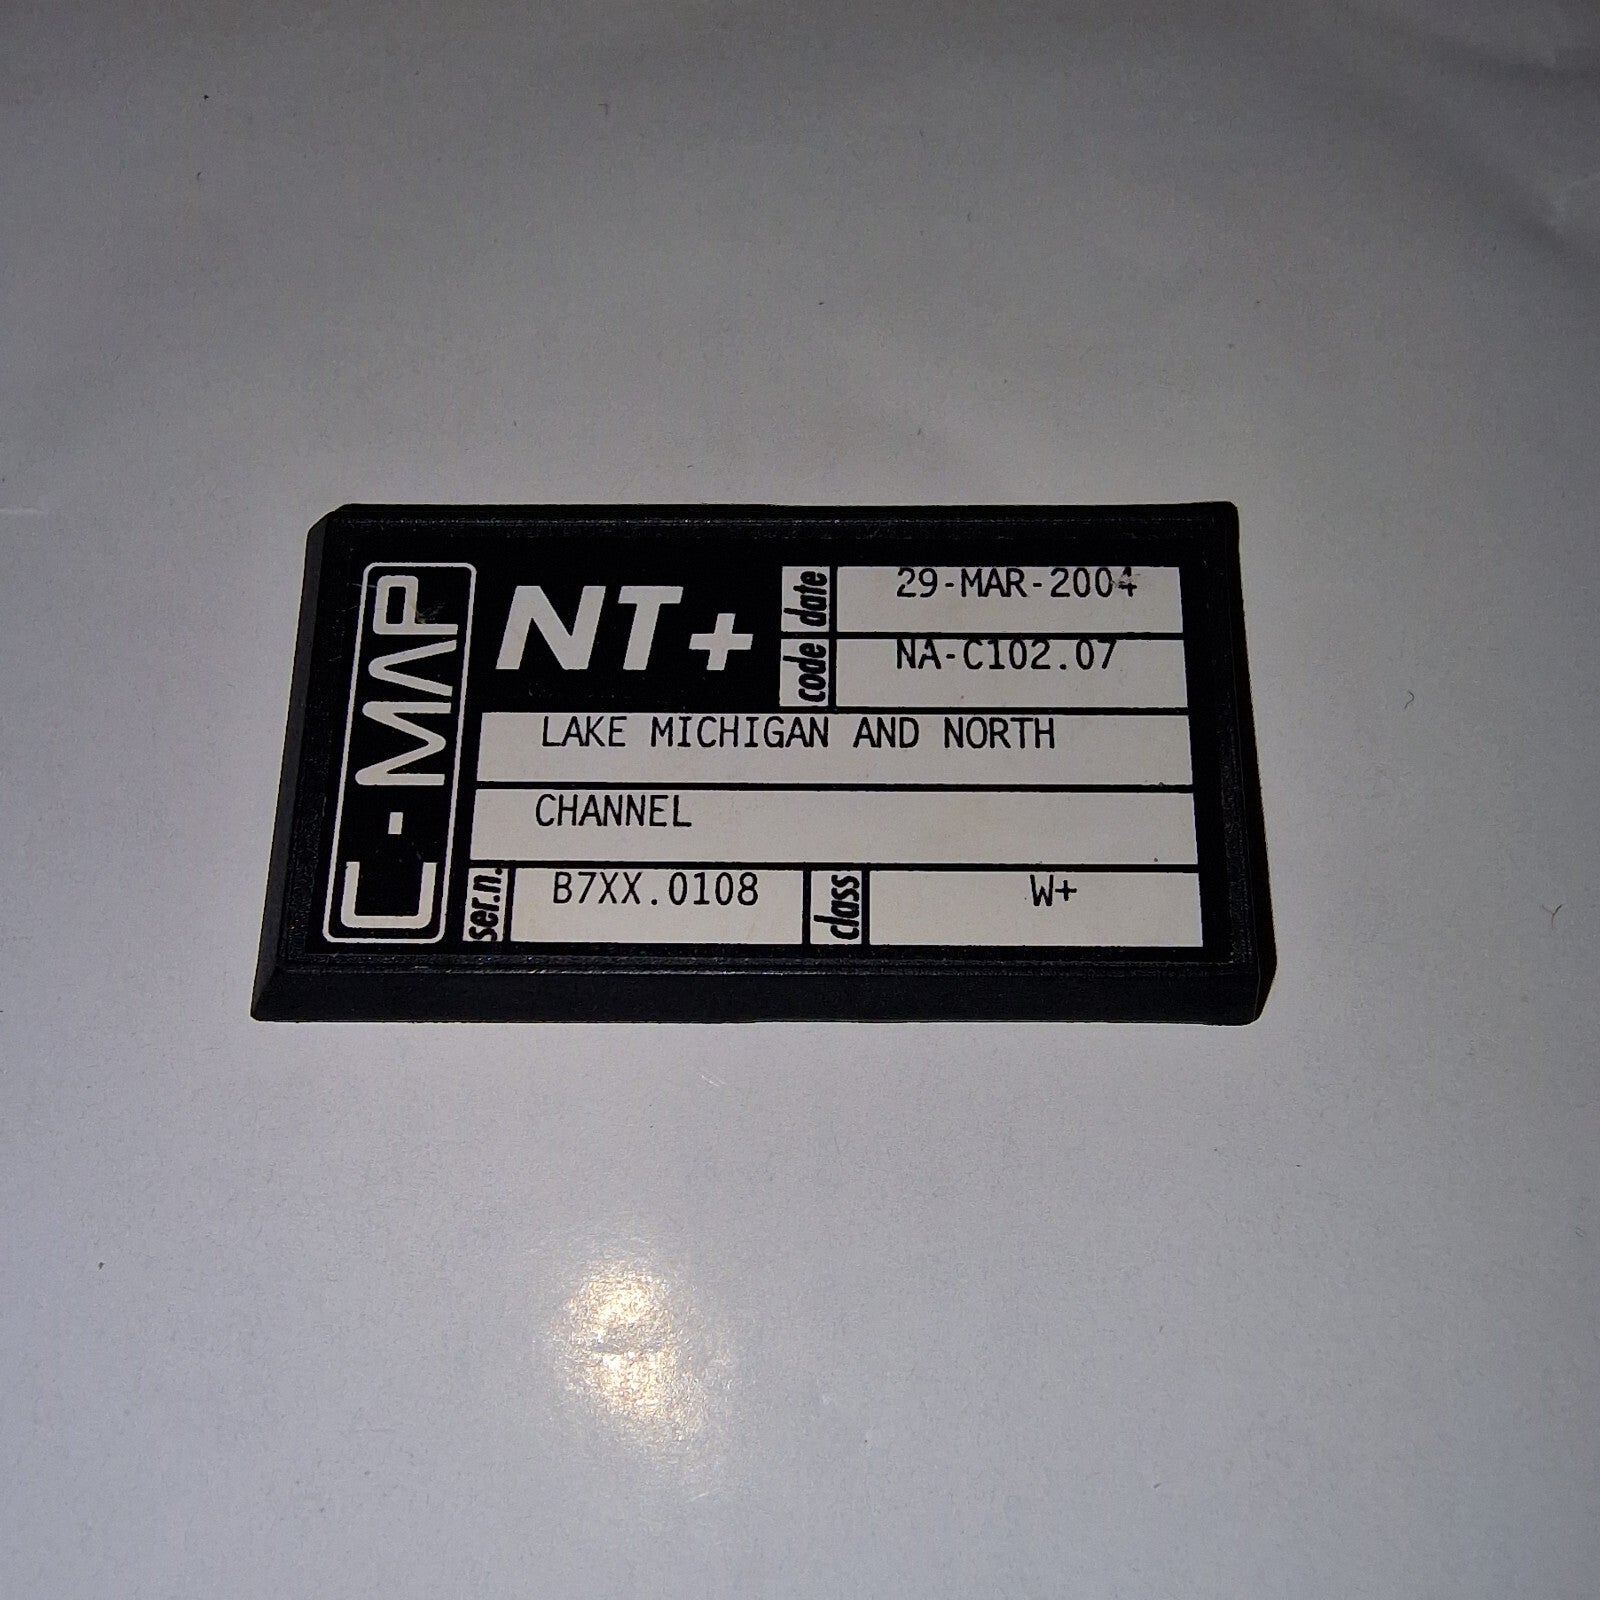 C-MAP
NT+
date 29-MAR-2004
code NA-C102.07
LAKE MICHIGAN AND NORTH
CHANNEL
ser.n. B7XX.0108 class W+